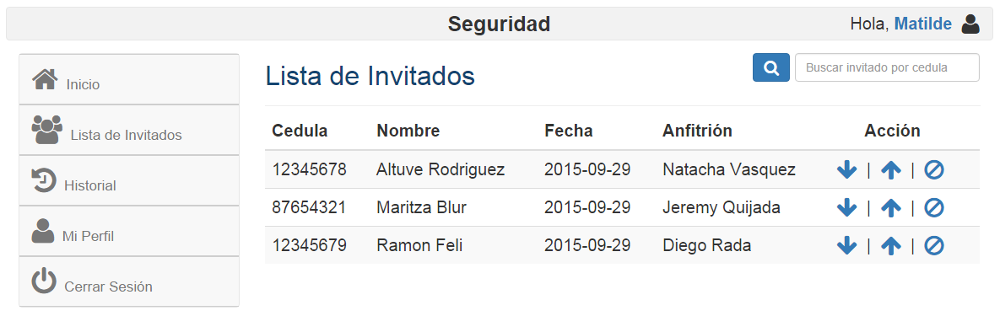 Seguridad
Hola, Matilde
Inicio
Lista de Invitados
Historial
Mi Perfil
Cerrar Sesión
Lista de Invitados
Buscar invitado por cedula
Cedula Nombre Fecha Anfitrión Acción
12345678 Altuve Rodriguez 2015-09-29 Natacha Vasquez | |
87654321 Maritza Blur 2015-09-29 Jeremy Quijada | |
12345679 Ramon Feli 2015-09-29 Diego Rada | |